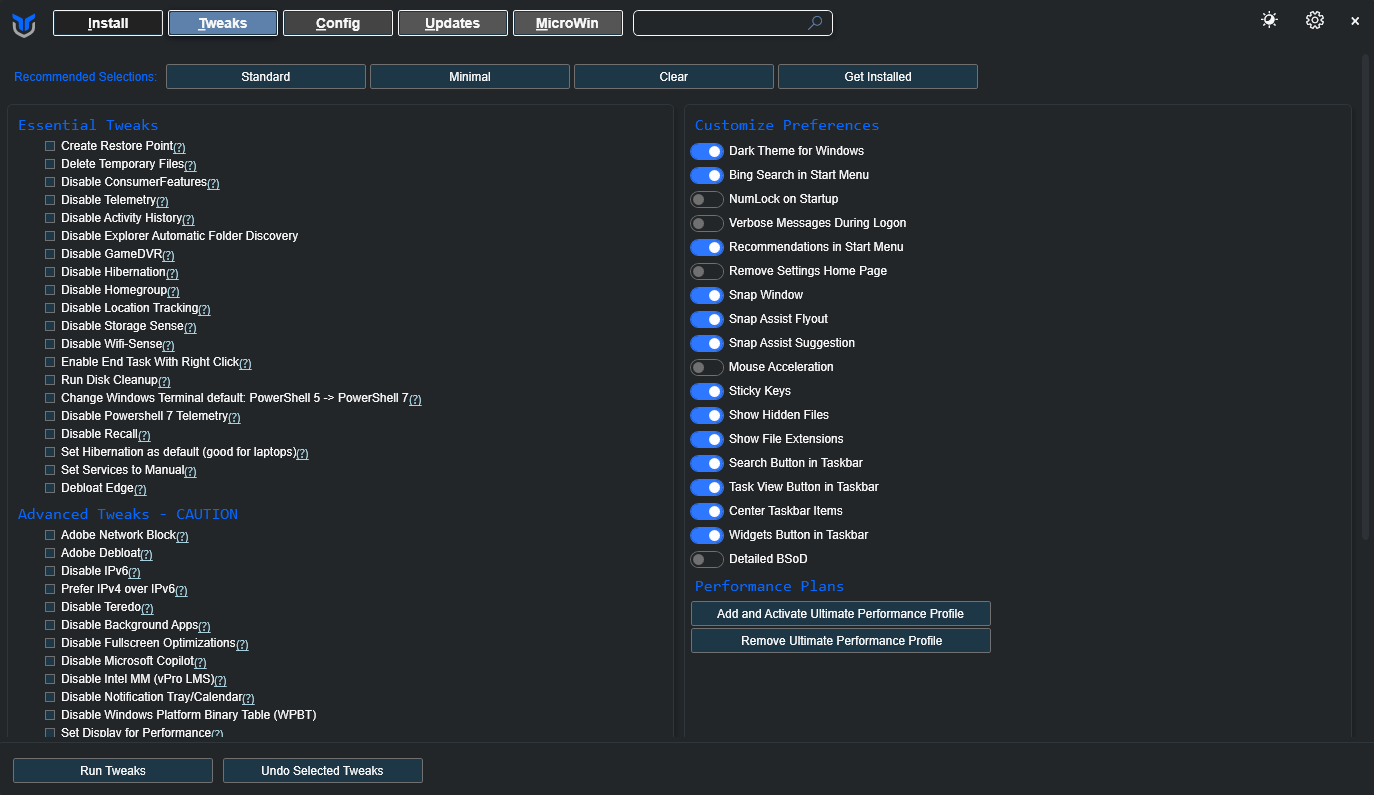 Install Tweaks Config Updates MicroWin
Recommended Selections: Standard Minimal Clear Get Installed
Essential Tweaks
Create Restore Point(?)
Delete Temporary Files(?)
Disable ConsumerFeatures(?)
Disable Telemetry(?)
Disable Activity History(?)
Disable Explorer Automatic Folder Discovery
Disable GameDVR(?)
Disable Hibernation(?)
Disable Homegroup(?)
Disable Location Tracking(?)
Disable Storage Sense(?)
Disable Wifi-Sense(?)
Enable End Task With Right Click(?)
Run Disk Cleanup(?)
Change Windows Terminal default: PowerShell 5 -> PowerShell 7(?)
Disable Powershell 7 Telemetry(?)
Disable Recall(?)
Set Hibernation as default (good for laptops)(?)
Set Services to Manual(?)
Debloat Edge(?)
Advanced Tweaks - CAUTION
Adobe Network Block(?)
Adobe Debloat(?)
Disable IPv6(?)
Prefer IPv4 over IPv6(?)
Disable Teredo(?)
Disable Background Apps(?)
Disable Fullscreen Optimizations(?)
Disable Microsoft Copilot(?)
Disable Intel MM (vPro LMS)(?)
Disable Notification Tray/Calendar(?)
Disable Windows Platform Binary Table (WPBT)
Set Display for Performance(?)
Customize Preferences
Dark Theme for Windows
Bing Search in Start Menu
NumLock on Startup
Verbose Messages During Logon
Recommendations in Start Menu
Remove Settings Home Page
Snap Window
Snap Assist Flyout
Snap Assist Suggestion
Mouse Acceleration
Sticky Keys
Show Hidden Files
Show File Extensions
Search Button in Taskbar
Task View Button in Taskbar
Center Taskbar Items
Widgets Button in Taskbar
Detailed BSoD
Performance Plans
Add and Activate Ultimate Performance Profile
Remove Ultimate Performance Profile
Run Tweaks Undo Selected Tweaks